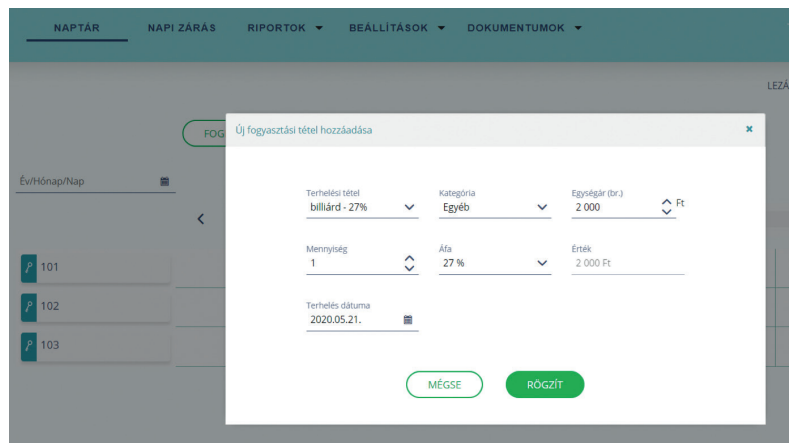 NAPTÁR NAPI ZÁRÁS RIPORTOK BEÁLLÍTÁSOK DOKUMENTUMOK
LEZÁ
FOG
Új fogyasztási tétel hozzáadása
Év/Hónap/Nap
Terhelési tétel Kategória Egységár (br.)
billiárd - 27% Egyéb 2 000 Ft
Mennyiség Áfa Érték
1 27 % 2 000 Ft
Terhelés dátuma
2020.05.21.
101
102
103
MÉGSE RÖGZÍT